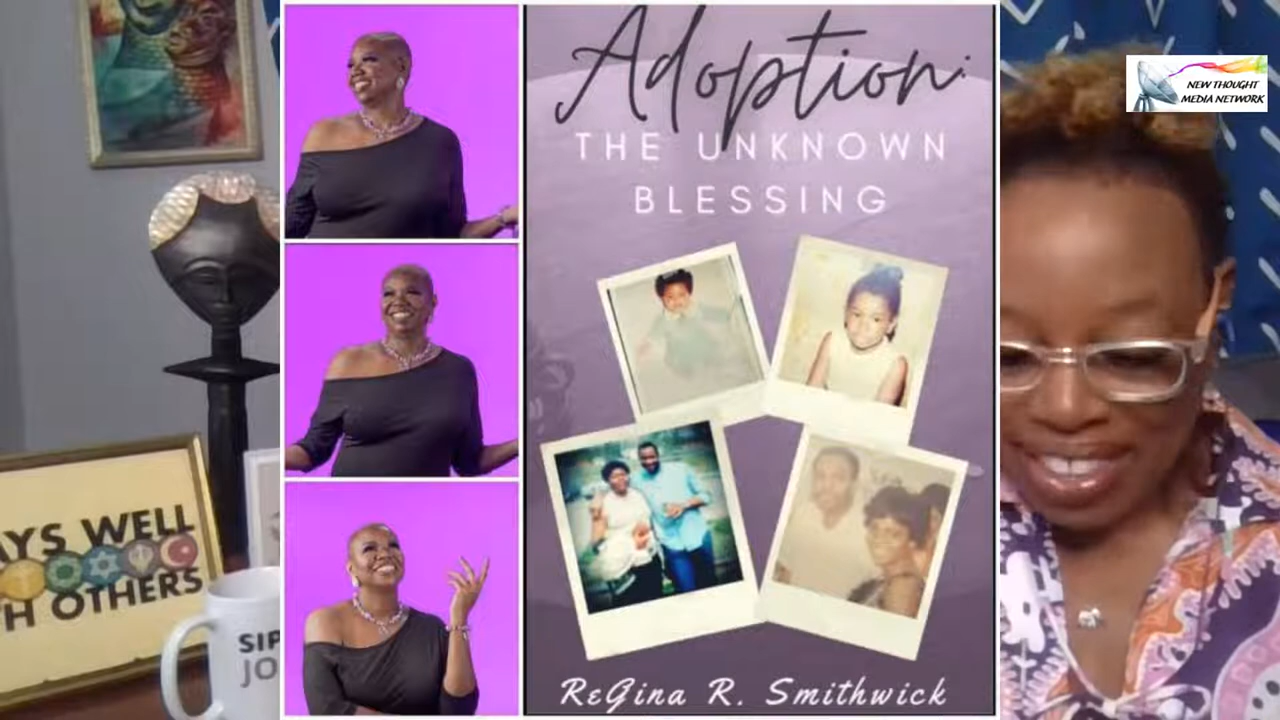 Adoption:
THE UNKNOWN
BLESSING
ReGina R. Smithwick
NEW THOUGHT
MEDIA NETWORK
AYS WELL
H OTHERS
SIP
JO